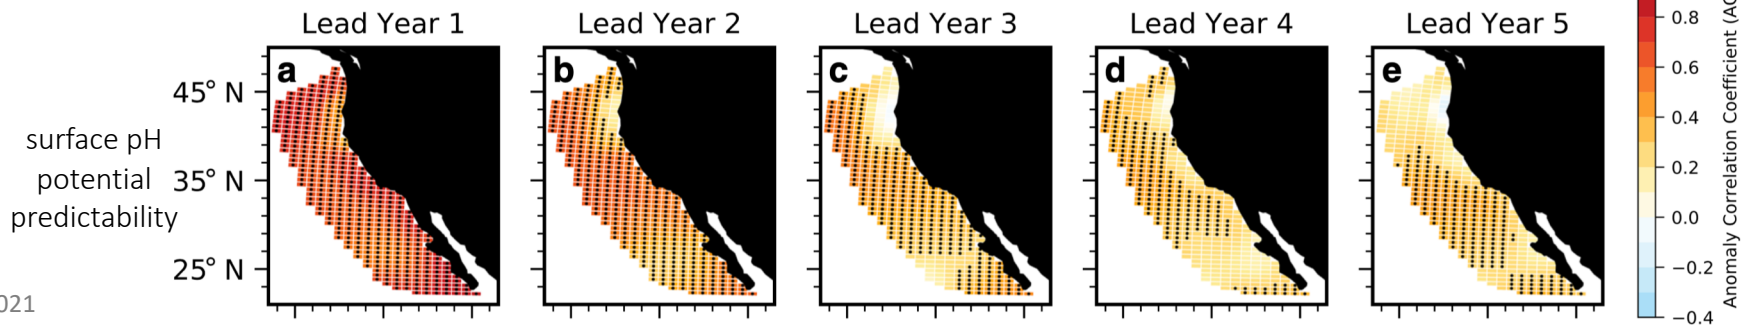 Lead Year 1
Lead Year 2
Lead Year 3
Lead Year 4
Lead Year 5
a
b
c
d
e
45° N
35° N
25° N
surface pH
potential
predictability
0.8
0.6
0.4
0.2
0.0
−0.2
−0.4
Anomaly Correlation Coefficient (AC
021